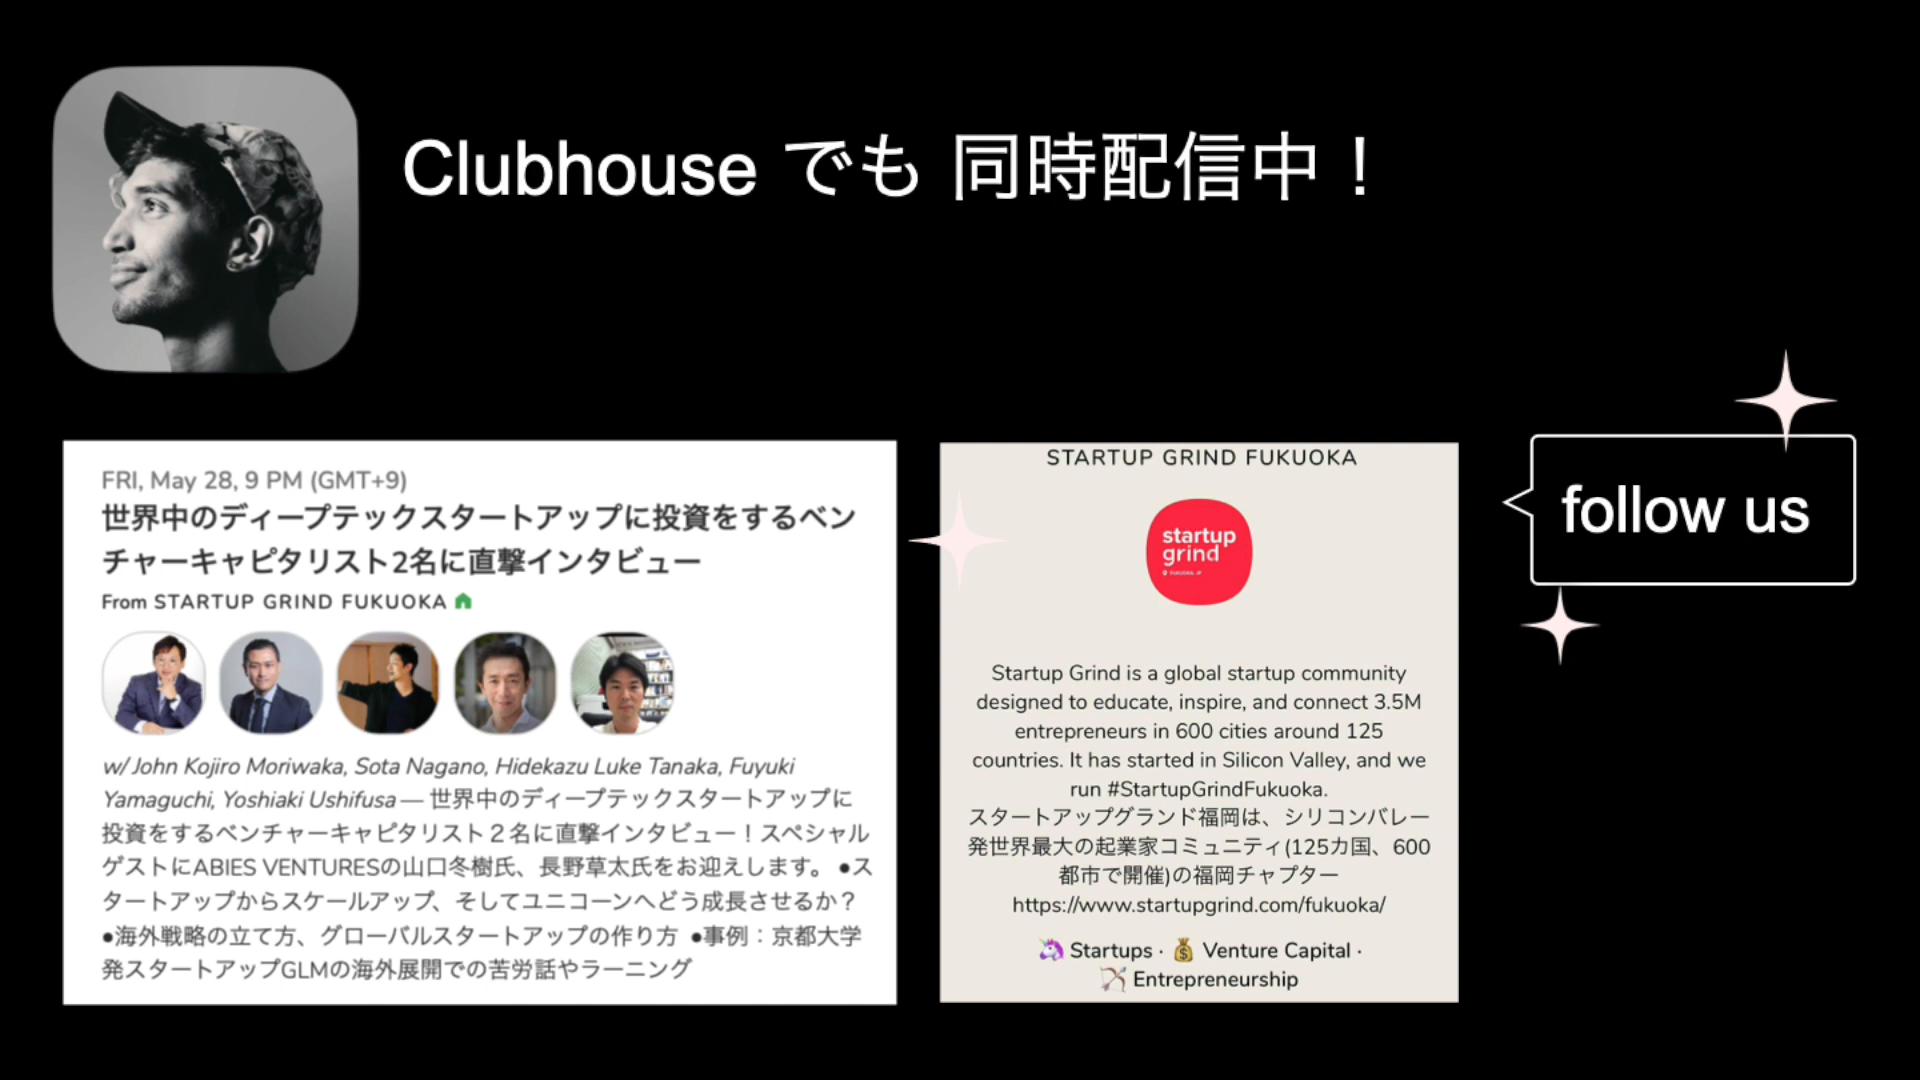 Clubhouse でも 同時配信中！
FRI, May 28, 9 PM (GMT+9)
世界中のディープテックスタートアップに投資をするベン
チャーキャピタリスト2名に直撃インタビュー
From STARTUP GRIND FUKUOKA
w/ John Kojiro Moriwaka, Sota Nagano, Hidekazu Luke Tanaka, Fuyuki
Yamaguchi, Yoshiaki Ushifusa — 世界中のディープテックスタートアップに
投資をするベンチャーキャピタリスト２名に直撃インタビュー！スペシャル
ゲストにABIES VENTURESの山口冬樹氏、長野草太氏をお迎えします。 ●ス
タートアップからスケールアップ、そしてユニコーンへどう成長させるか？
●海外戦略の立て方、グローバルスタートアップの作り方 ●事例：京都大学
発スタートアップGLMの海外展開での苦労話やラーニング
STARTUP GRIND FUKUOKA
startup
grind
FUKUOKA, JP
Startup Grind is a global startup community
designed to educate, inspire, and connect 3.5M
entrepreneurs in 600 cities around 125
countries. It has started in Silicon Valley, and we
run #StartupGrindFukuoka.
スタートアップグランド福岡は、シリコンバレー
発世界最大の起業家コミュニティ(125カ国、600
都市で開催)の福岡チャプター
https://www.startupgrind.com/fukuoka/
🦄 Startups · 💰 Venture Capital ·
🏹 Entrepreneurship
follow us